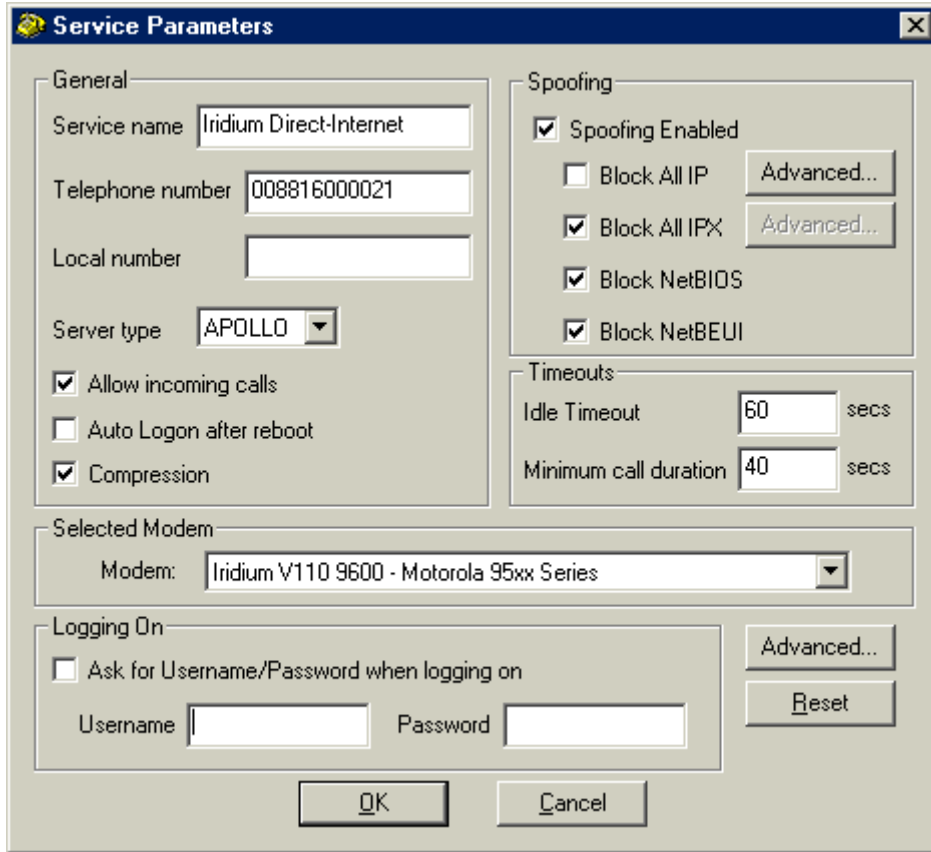 Service Parameters
General
Service name Iridium Direct-Internet
Telephone number 008816000021
Local number
Server type APOLLO
Allow incoming calls
Auto Logon after reboot
Compression
Spoofing
Spoofing Enabled
Block All IP Advanced...
Block All IPX Advanced...
Block NetBIOS
Block NetBEUI
Timeouts
Idle Timeout 60 secs
Minimum call duration 40 secs
Selected Modem
Modem: Iridium V110 9600 - Motorola 95xx Series
Logging On
Ask for Username/Password when logging on
Username Password
Advanced...
Reset
OK Cancel